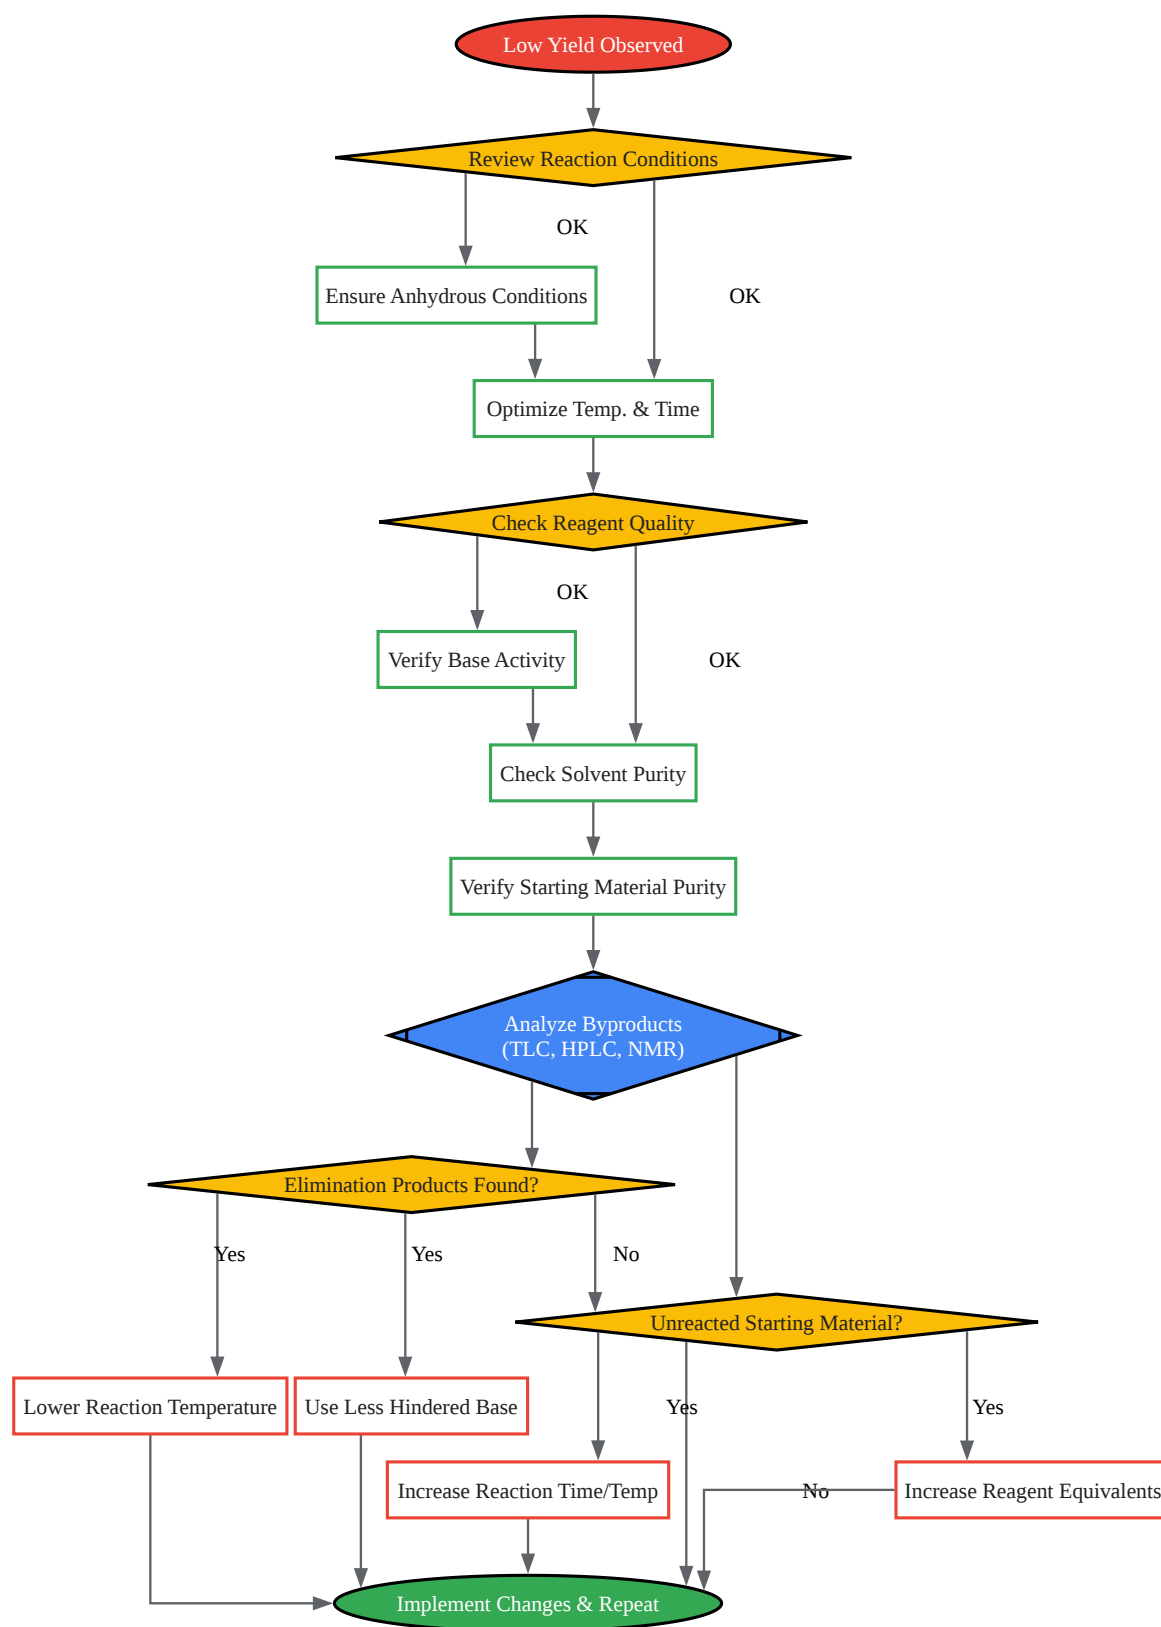 Low Yield Observed
Review Reaction Conditions
OK
Ensure Anhydrous Conditions
OK
Optimize Temp. & Time
Check Reagent Quality
OK
Verify Base Activity
OK
Check Solvent Purity
Verify Starting Material Purity
Analyze Byproducts
(TLC, HPLC, NMR)
Elimination Products Found?
Yes
Yes
No
Unreacted Starting Material?
Lower Reaction Temperature
Use Less Hindered Base
Yes
Yes
Increase Reaction Time/Temp
No
Increase Reagent Equivalents
Implement Changes & Repeat